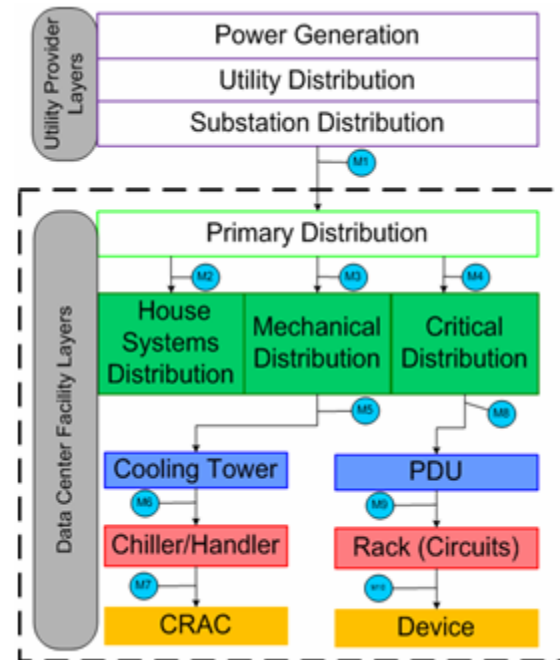 Utility Provider
Layers
Power Generation
Utility Distribution
Substation Distribution
M1
Data Center Facility Layers
Primary Distribution
M2
M3
M4
House
Systems
Distribution
Mechanical
Distribution
Critical
Distribution
M5
M8
Cooling Tower
PDU
M6
M9
Chiller/Handler
Rack (Circuits)
M7
M10
CRAC
Device